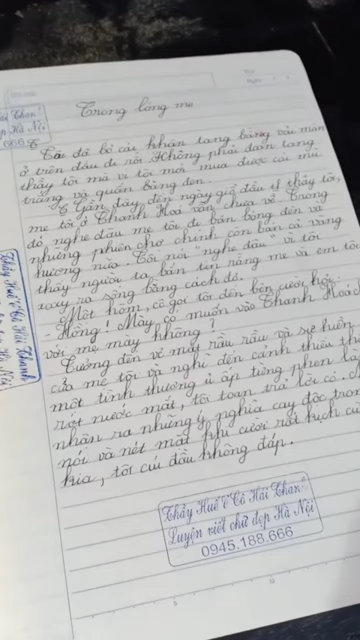 Trong lòng mẹ
Tôi đã bỏ cái khăn tang bằng vải màn
ở trên đầu đi rồi. Không phải đoạn tang
thầy tôi mà vì tôi mới mua được cái mũ
trắng và quấn băng đen.
Gần đây đến ngày giỗ đầu thầy tôi,
mẹ tôi ở Thanh Hoá vẫn chưa về. Trong
đó, nghe đâu mẹ tôi đi bán bóng đèn và
những phiên chợ chính còn bán cả vàng
hương nữa. Tôi nói "nghe đâu" vì tôi
thấy người ta bắn tin rằng mẹ và em tôi
xoay ra sống bằng cách đó.
Một hôm, cô gọi tôi đến bên cười hỏi:
- Hồng! Mày có muốn vào Thanh Hoá
với mẹ mày không?
Tưởng đến vẻ mặt rầu rầu và sự hiền
của mẹ tôi và nghĩ đến cảnh thiếu
một tình thương ủ ấp từng phen
rớt nước mắt, tôi toan trả lời có.
nhận ra những ý nghĩa cay độc
nói và nét mặt khi cười rất kịch
kia, tôi cúi đầu không đáp.
Thầy Huế & Cô Hải Thanh
Luyện viết chữ đẹp Hà Nội
0945.188.666